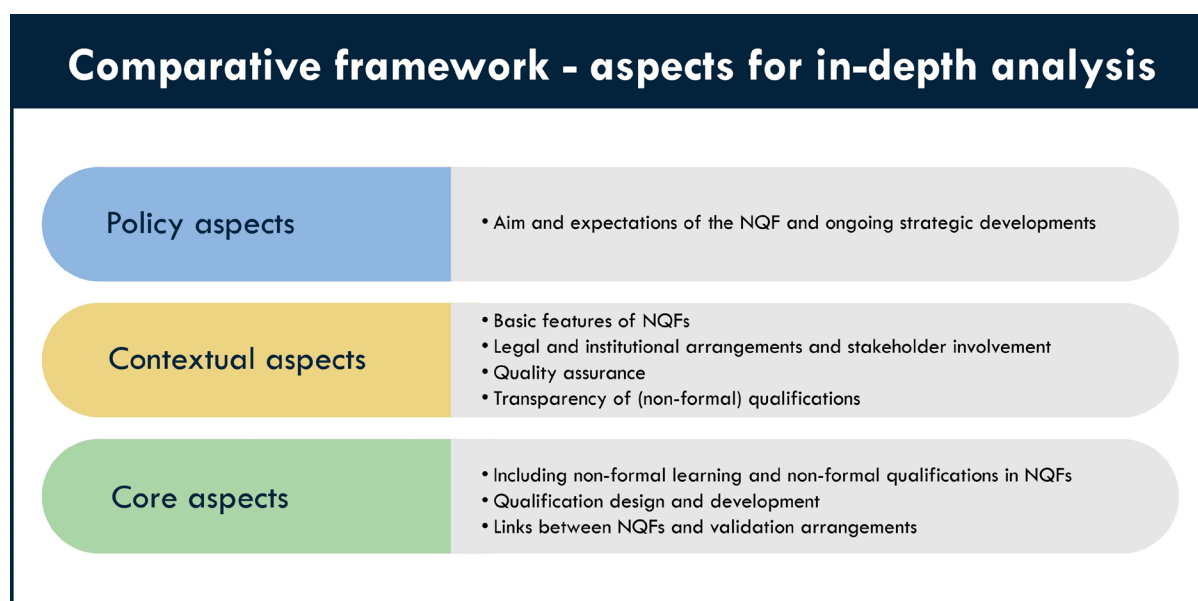 Comparative framework - aspects for in-depth analysis
Policy aspects
• Aim and expectations of the NQF and ongoing strategic developments
Contextual aspects
• Basic features of NQFs
• Legal and institutional arrangements and stakeholder involvement
• Quality assurance
• Transparency of (non-formal) qualifications
Core aspects
• Including non-formal learning and non-formal qualifications in NQFs
• Qualification design and development
• Links between NQFs and validation arrangements